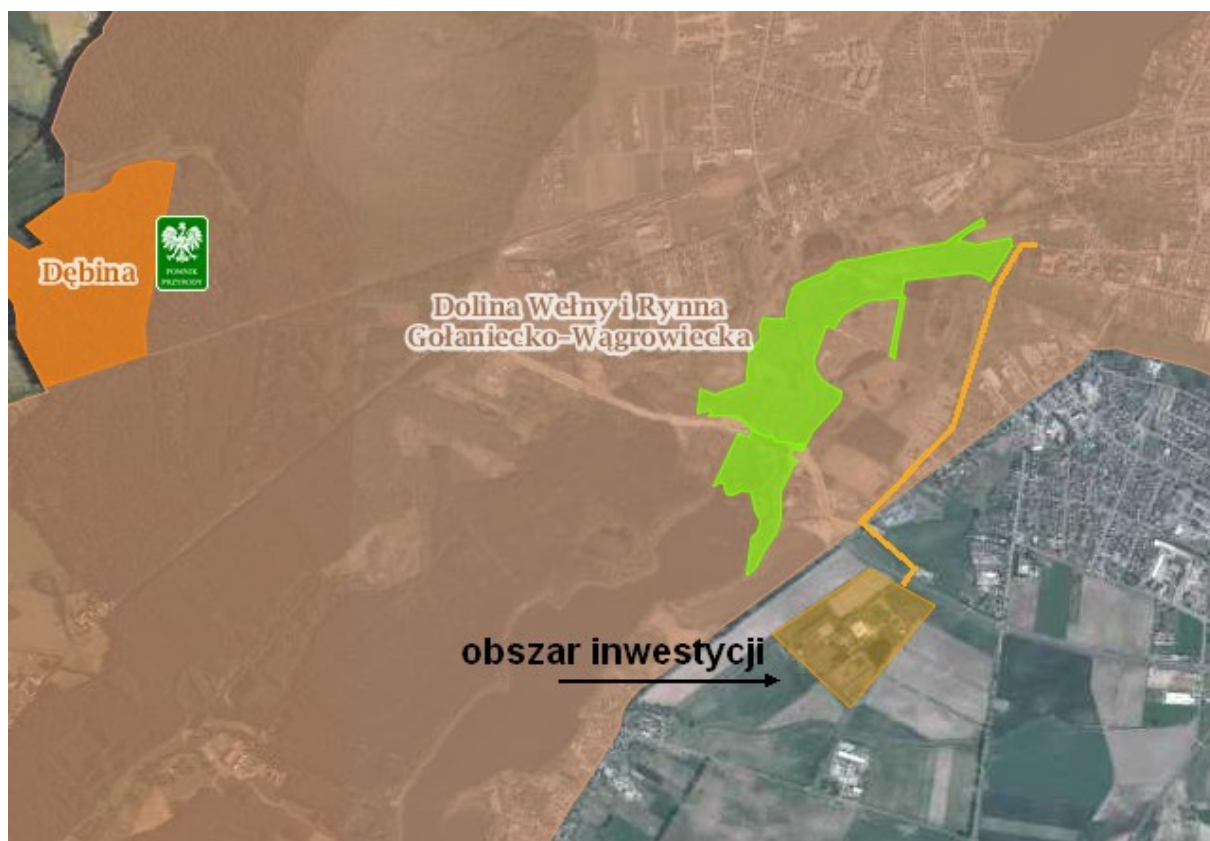 Dębina
POMNIK
PRZYRODY
Dolina Wełny i Rynna
Gołaniecko-Wągrowiecka
obszar inwestycji